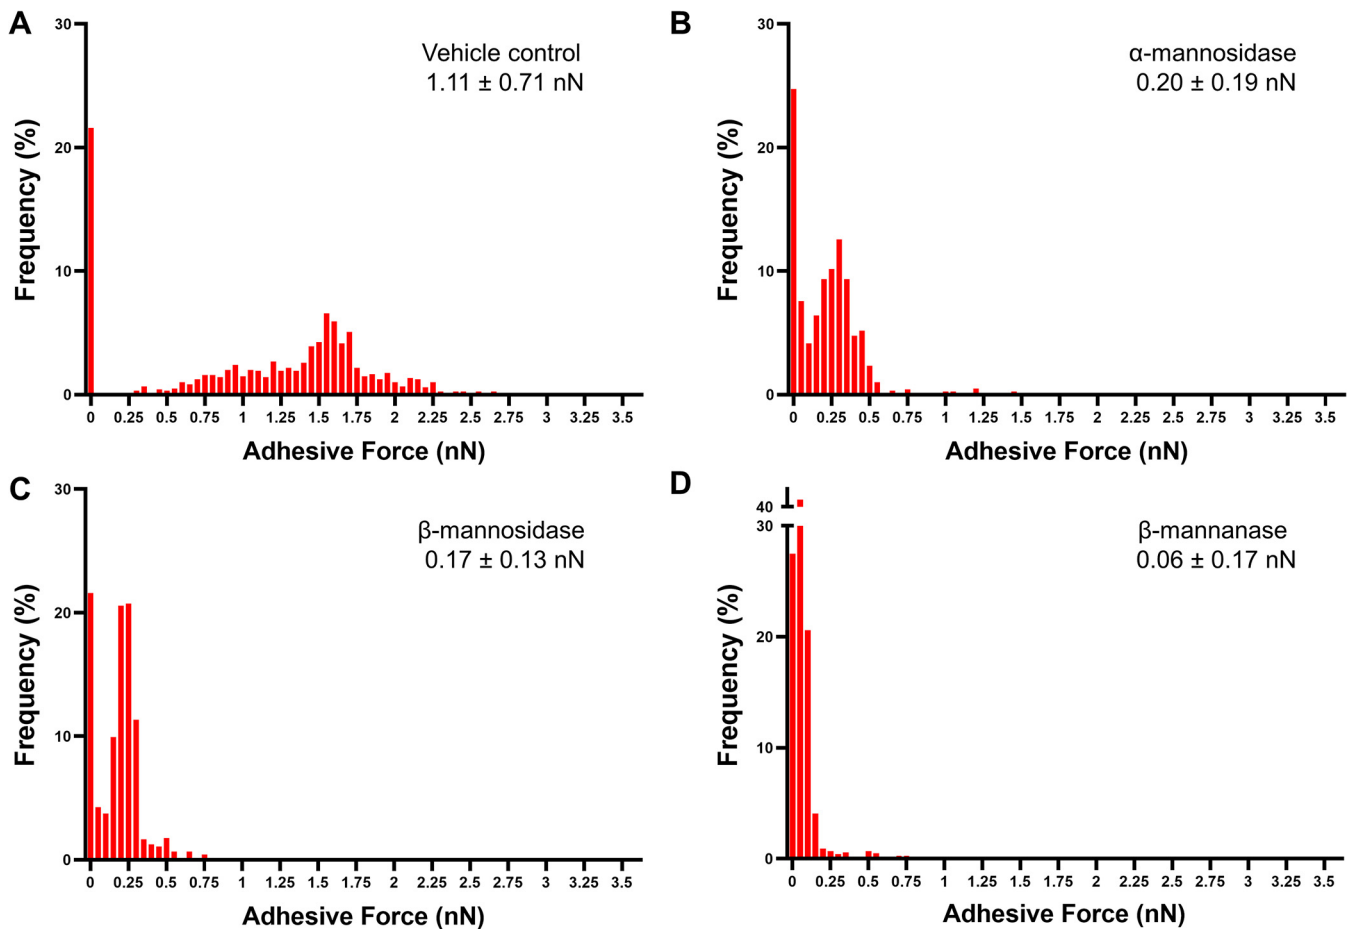 A
Vehicle control
1.11 ± 0.71 nN
Frequency (%)
30
20
10
0
0 0.25 0.5 0.75 1 1.25 1.5 1.75 2 2.25 2.5 2.75 3 3.25 3.5
Adhesive Force (nN)
B
α-mannosidase
0.20 ± 0.19 nN
Frequency (%)
30
20
10
0
0 0.25 0.5 0.75 1 1.25 1.5 1.75 2 2.25 2.5 2.75 3 3.25 3.5
Adhesive Force (nN)
C
β-mannosidase
0.17 ± 0.13 nN
Frequency (%)
30
20
10
0
0 0.25 0.5 0.75 1 1.25 1.5 1.75 2 2.25 2.5 2.75 3 3.25 3.5
Adhesive Force (nN)
D
β-mannanase
0.06 ± 0.17 nN
Frequency (%)
40
30
20
10
0
0 0.25 0.5 0.75 1 1.25 1.5 1.75 2 2.25 2.5 2.75 3 3.25 3.5
Adhesive Force (nN)